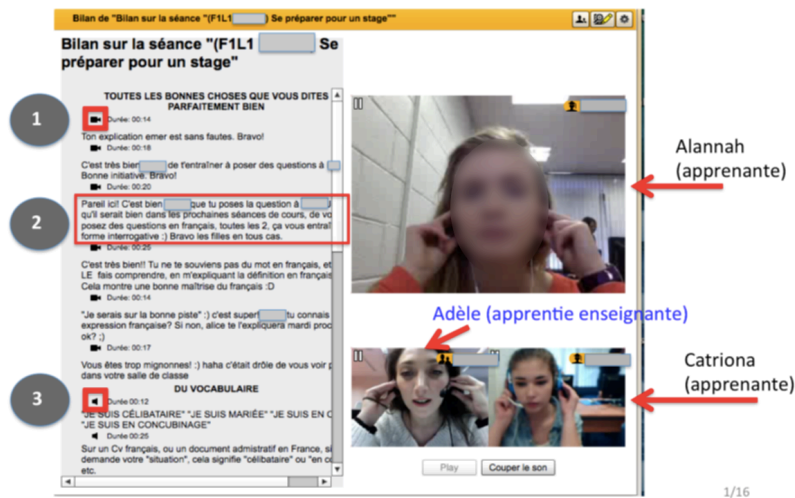 Bilan de "Bilan sur la séance "(F1L1 ) Se préparer pour un stage""
Bilan sur la séance "(F1L1 Se
préparer pour un stage"
TOUTES LES BONNES CHOSES QUE VOUS DITES
PARFAITEMENT BIEN
1
Durée: 00:14
Ton explication emer est sans fautes. Bravo!
Durée: 00:18
C'est très bien de t'entraîner à poser des questions à
Bonne initiative. Bravo!
Durée: 00:20
2
Pareil ici! C'est bien que tu poses la question à
qu'il serait bien dans les prochaines séances de cours, de vo
posez des questions en français, toutes les 2, ça vous entraî
forme interrogative :) Bravo les filles en tous cas.
Durée: 00:25
C'est très bien!! Tu ne te souviens pas du mot en français, et
LE fais comprendre, en m'expliquant la définition en français
Cela montre une bonne maîtrise du français :D
Durée: 00:14
"Je serais sur la bonne piste" :) c'est super! tu connais
expression française? Si non, alice te l'expliquera mardi proc
ok? ;)
Durée: 00:17
Vous êtes trop mignonnes! :) haha c'était drôle de vous voir
dans votre salle de classe
DU VOCABULAIRE
3
Durée 00:12
"JE SUIS CÉLIBATAIRE" "JE SUIS MARIÉE" "JE SUIS EN C
"JE SUIS EN CONCUBINAGE"
Durée 00:25
Sur un Cv français, ou un document admistratif en France, si
demande votre "situation", cela signifie "célibataire" ou "en
etc.
Alannah
(apprenante)
Adèle (apprentie enseignante)
Catriona
(apprenante)
Play
Couper le son
1/16